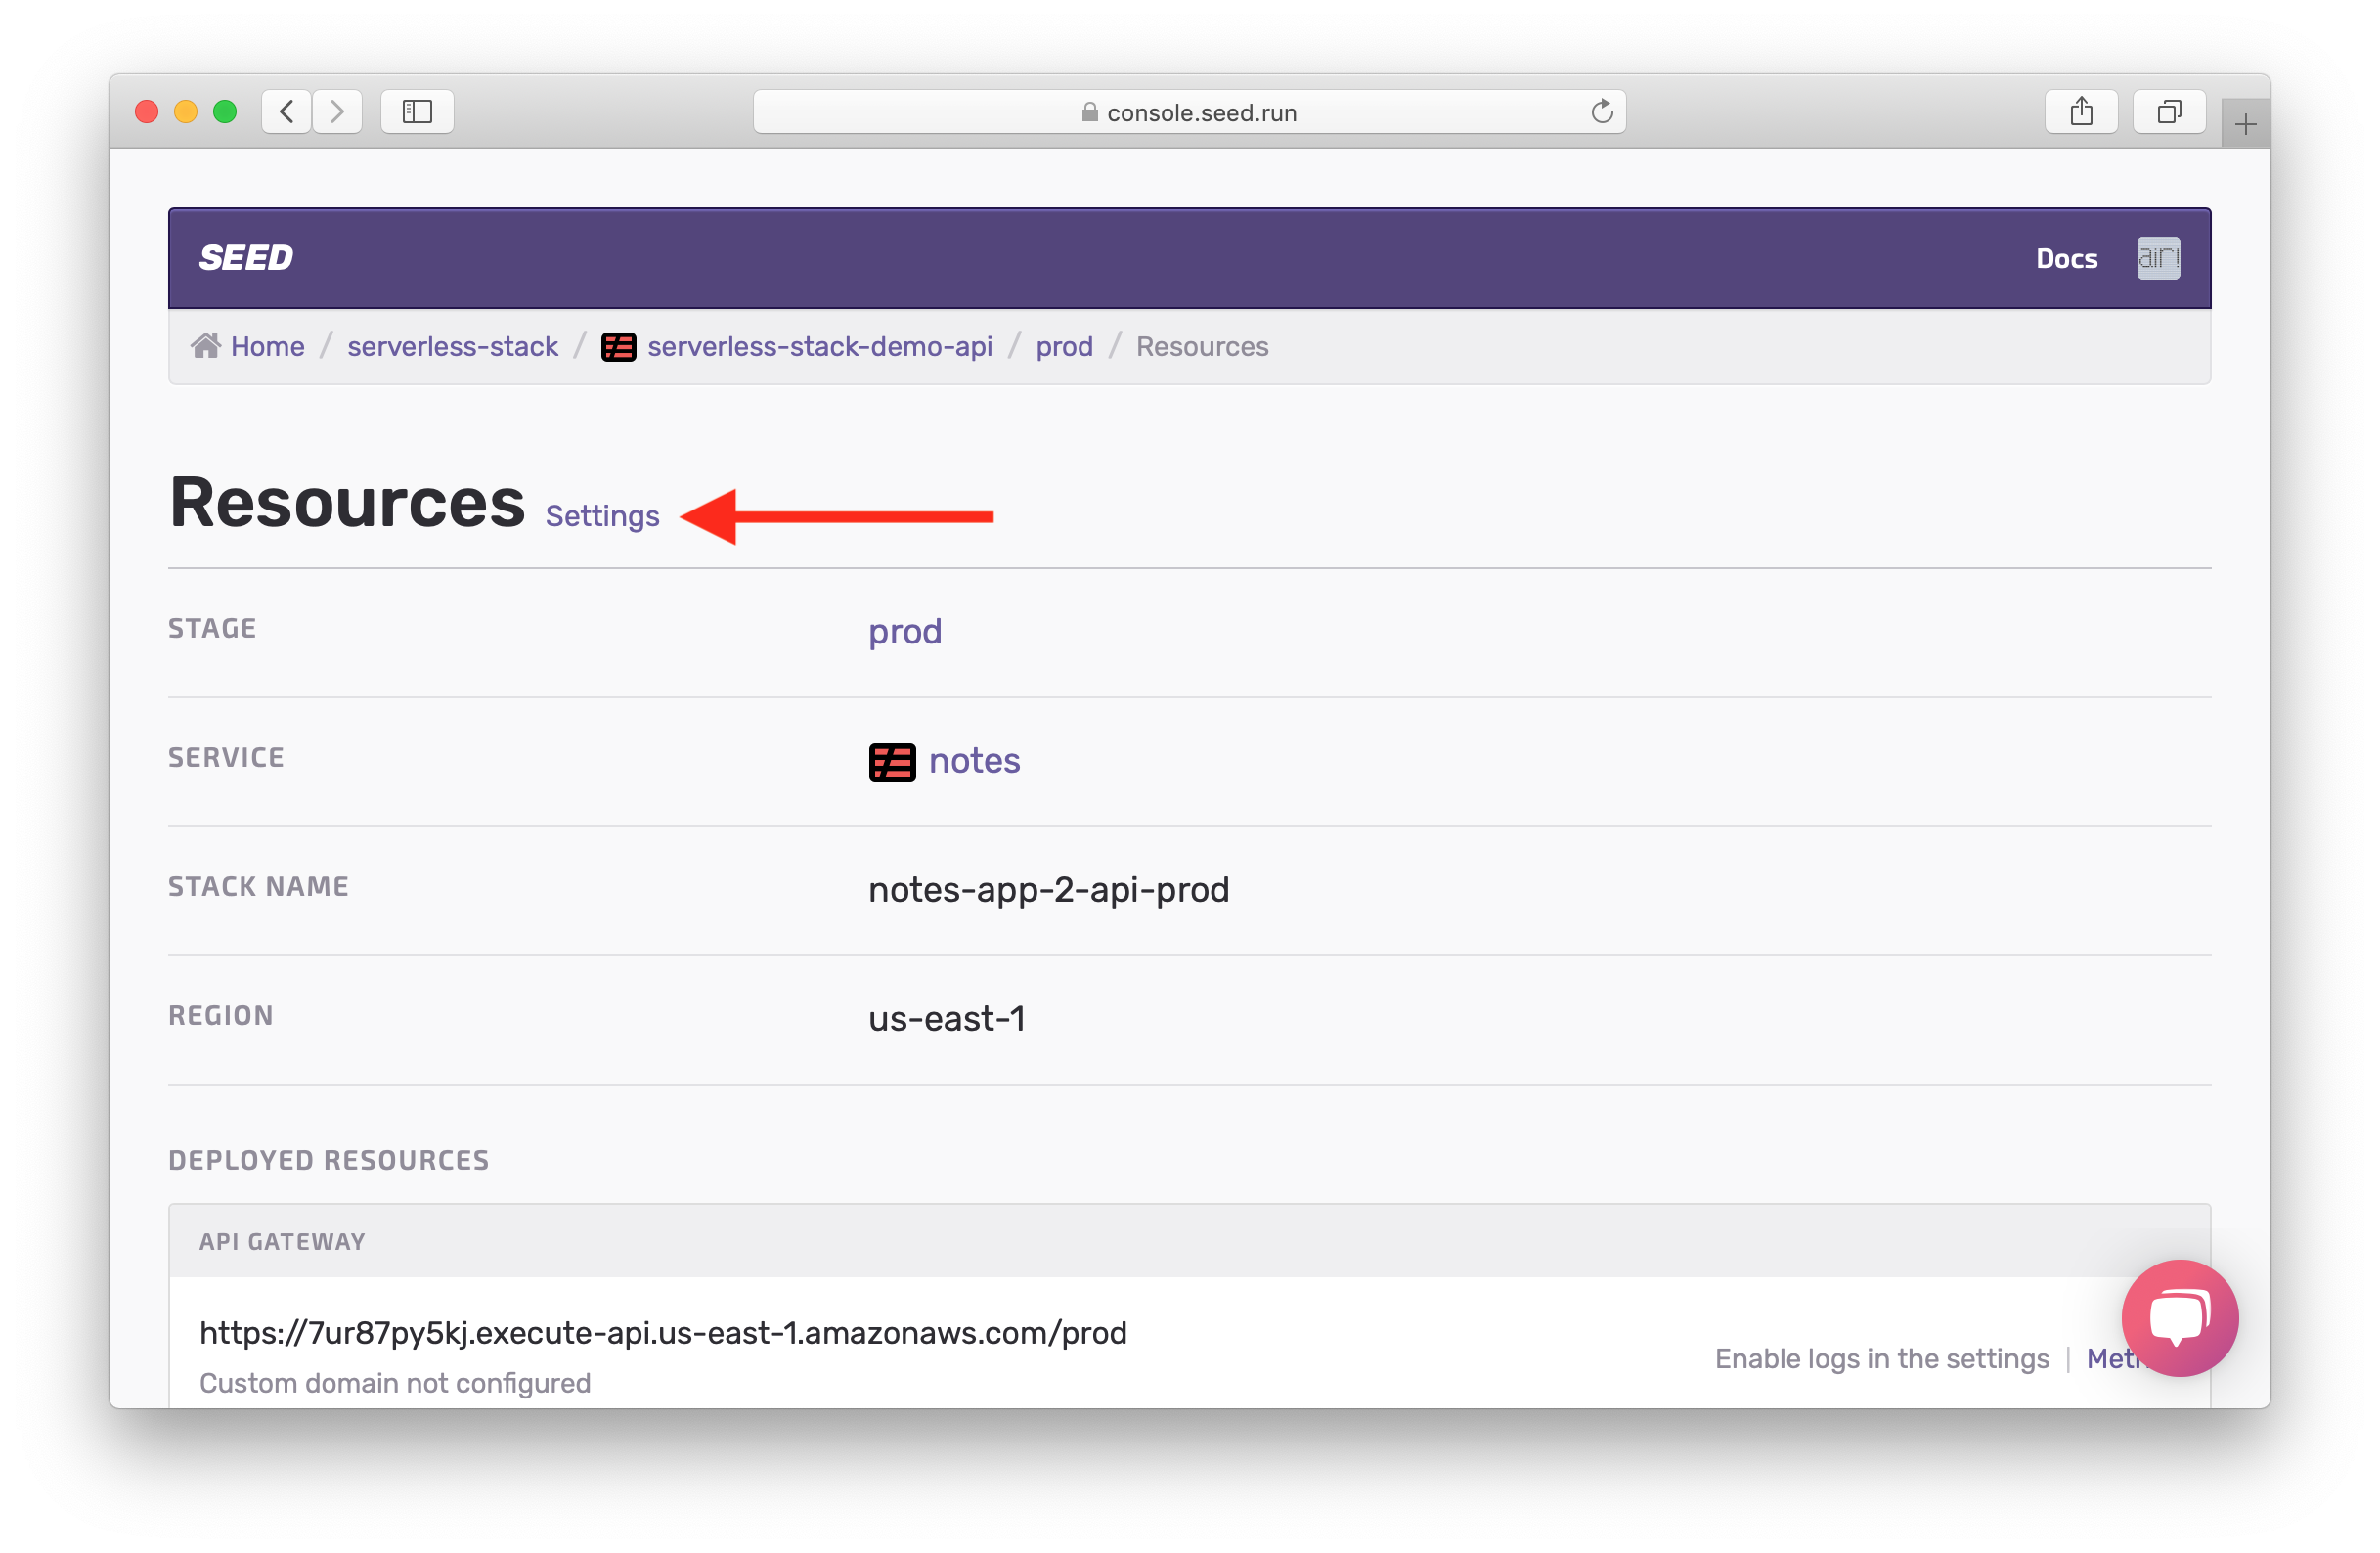 console.seed.run
SEED
Docs
Home / serverless-stack / serverless-stack-demo-api / prod / Resources
Resources Settings
STAGE
prod
SERVICE
notes
STACK NAME
notes-app-2-api-prod
REGION
us-east-1
DEPLOYED RESOURCES
API GATEWAY
https://7ur87py5kj.execute-api.us-east-1.amazonaws.com/prod
Enable logs in the settings |
Custom domain not configured